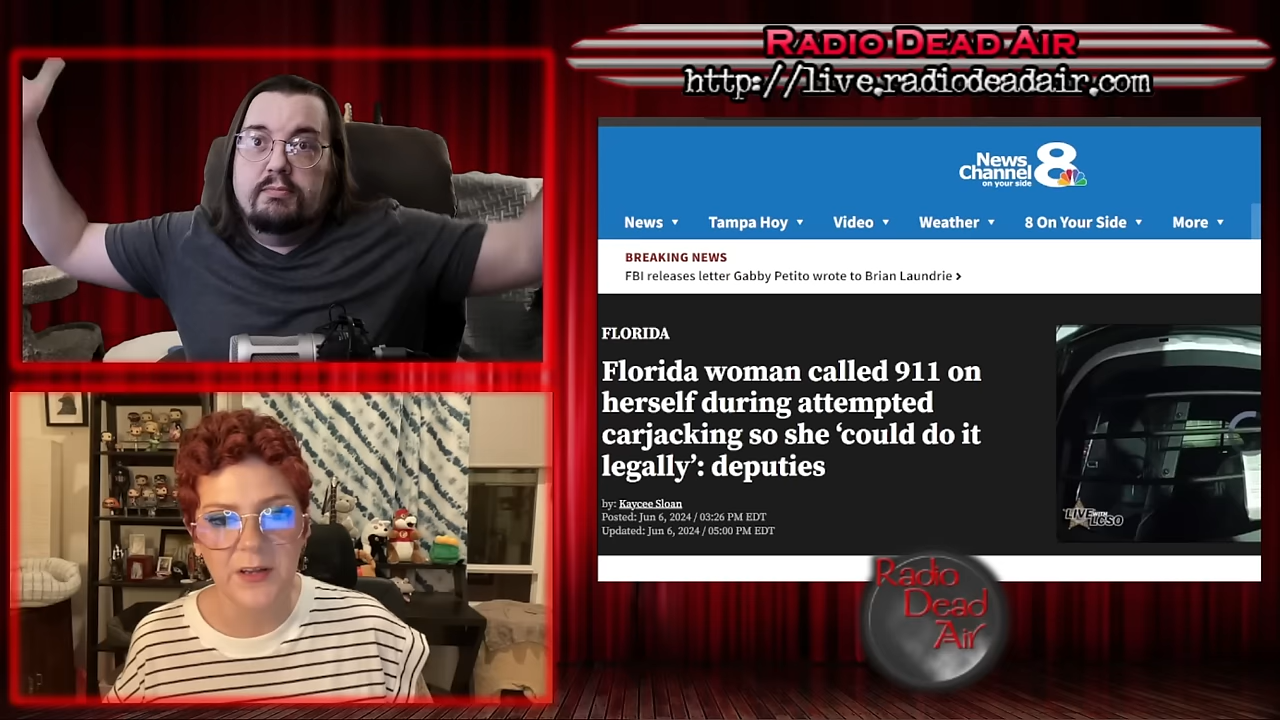 RADIO DEAD AIR
http://live.radiodeadair.com
News
Channel
on your side
8
News
Tampa Hoy
Video
Weather
8 On Your Side
More
BREAKING NEWS
FBI releases letter Gabby Petito wrote to Brian Laundrie
FLORIDA
Florida woman called 911 on
herself during attempted
carjacking so she ‘could do it
legally’: deputies
by: Kaycee Sloan
Posted: Jun 6, 2024 / 03:26 PM EDT
Updated: Jun 6, 2024 / 05:00 PM EDT
LIVE WITH
LCSO
Radio
Dead
Air